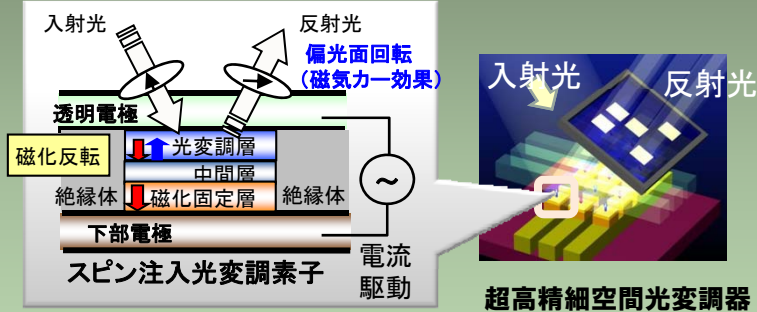 入射光
反射光
偏光面回転
(磁気カー効果)
透明電極
磁化反転
光変調層
中間層
絶縁体
磁化固定層
絶縁体
~
下部電極
スピン注入光変調素子
電流
駆動
入射光
反射光
超高精細空間光変調器